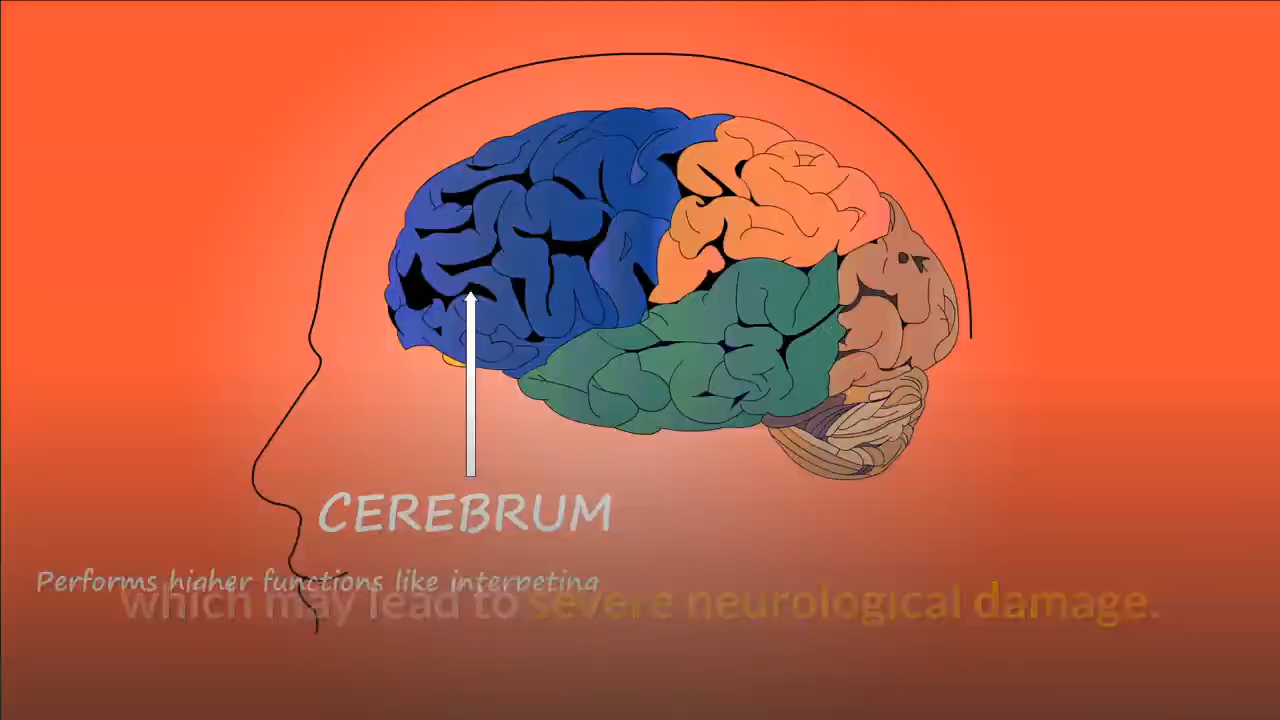 CEREBRUM
Performs higher functions like interpeting
which may lead to severe neurological damage.